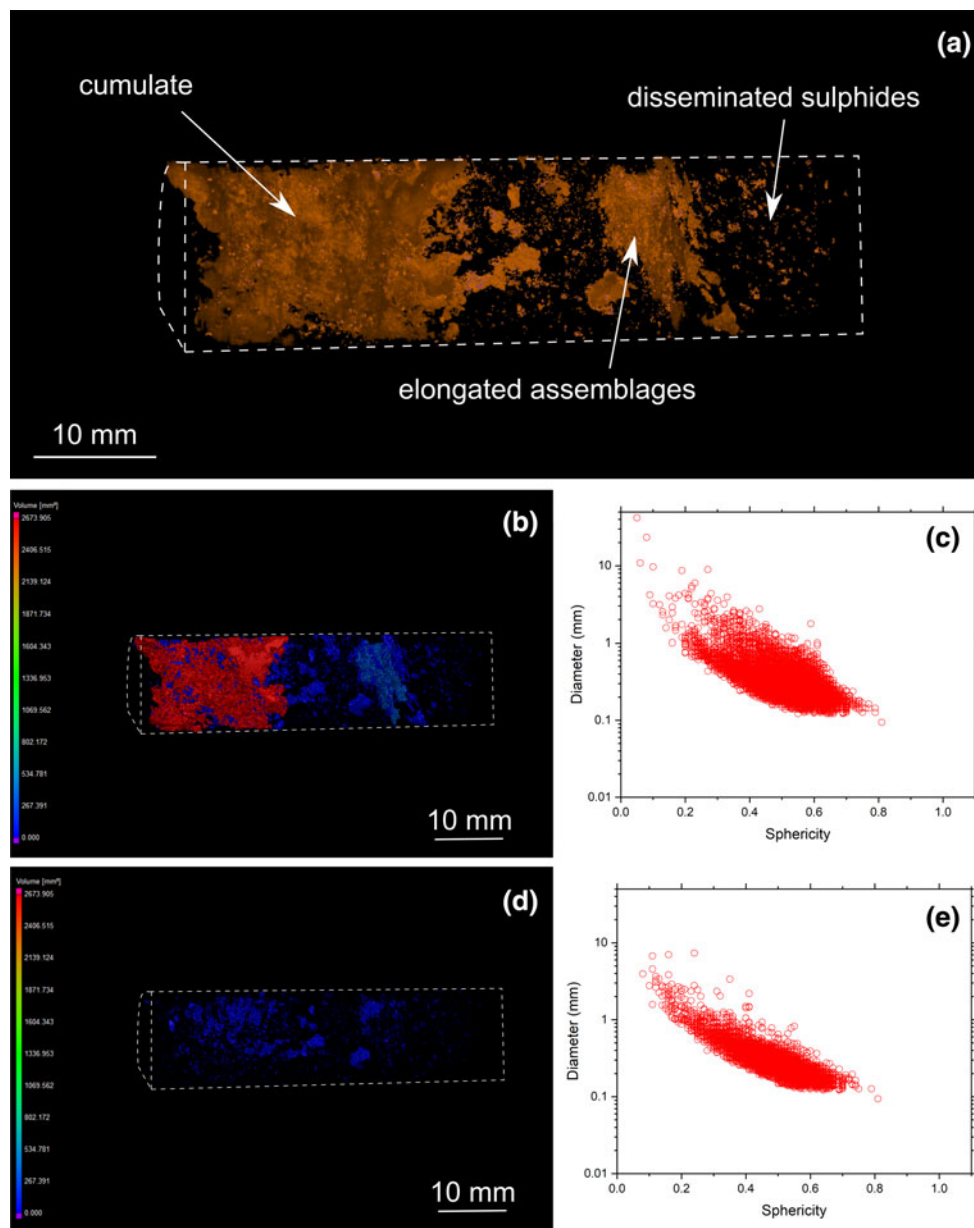 (a)
cumulate
disseminated sulphides
elongated assemblages
10 mm
Volume [mm³]
2673.905
2406.515
2139.124
1871.734
1604.343
1336.953
1069.562
802.172
534.781
267.391
0.000
(b)
10 mm
(c)
Diameter (mm)
10
1
0.1
0.01
0.0 0.2 0.4 0.6 0.8 1.0
Sphericity
Volume [mm³]
2673.905
2406.515
2139.124
1871.734
1604.343
1336.953
1069.562
802.172
534.781
267.391
0.000
(d)
10 mm
(e)
Diameter (mm)
10
1
0.1
0.01
0.0 0.2 0.4 0.6 0.8 1.0
Sphericity